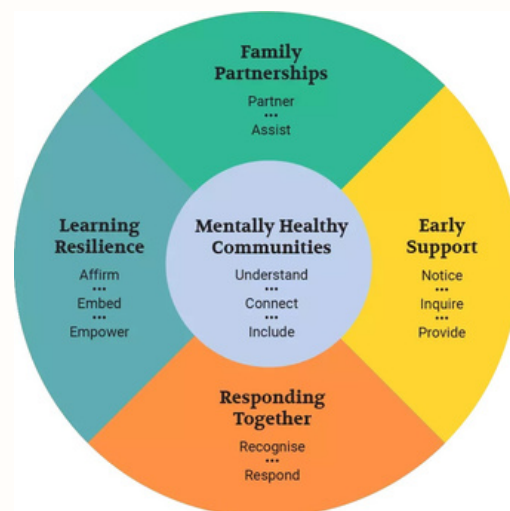 Family
Partnerships
Partner
•••
Assist
Learning
Resilience
Affirm
•••
Embed
•••
Empower
Mentally Healthy
Communities
Understand
•••
Connect
•••
Include
Early
Support
Notice
•••
Inquire
•••
Provide
Responding
Together
Recognise
•••
Respond